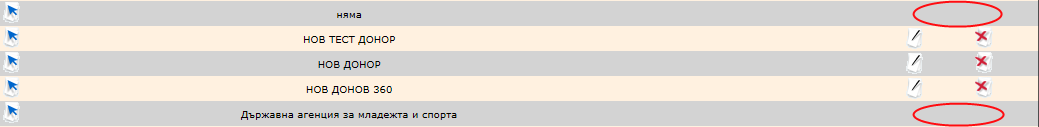 няма
НОВ ТЕСТ ДОНОР
НОВ ДОНОР
НОВ ДОНОВ 360
Държавна агенция за младежта и спорта